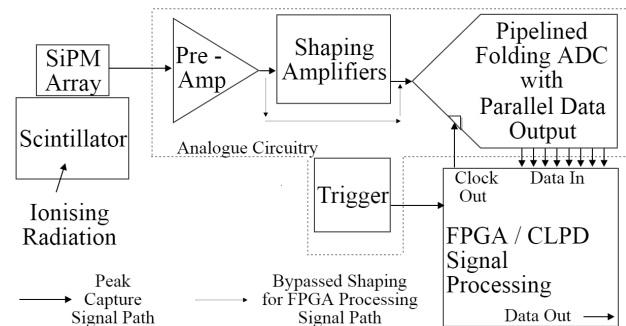 SiPM
Array
Scintillator
Ionising
Radiation
Pre -
Amp
Shaping
Amplifiers
Pipelined
Folding ADC
with
Parallel Data
Output
Analogue Circuitry
Trigger
Clock
Out
Data In
FPGA / CLPD
Signal
Processing
Data Out
Peak
Capture
Signal Path
Bypassed Shaping
for FPGA Processing
Signal Path